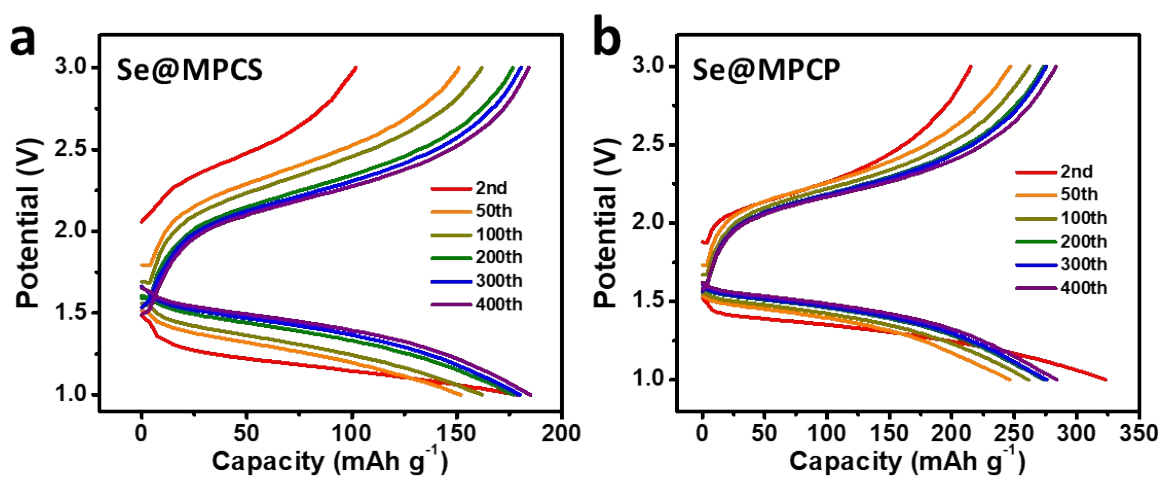 a
Se@MPCS
Potential (V)
3.0
2.5
2.0
1.5
1.0
2nd
50th
100th
200th
300th
400th
0
50
100
150
200
Capacity (mAh g⁻¹)
b
Se@MPCP
Potential (V)
3.0
2.5
2.0
1.5
1.0
2nd
50th
100th
200th
300th
400th
0
50
100
150
200
250
300
350
Capacity (mAh g⁻¹)